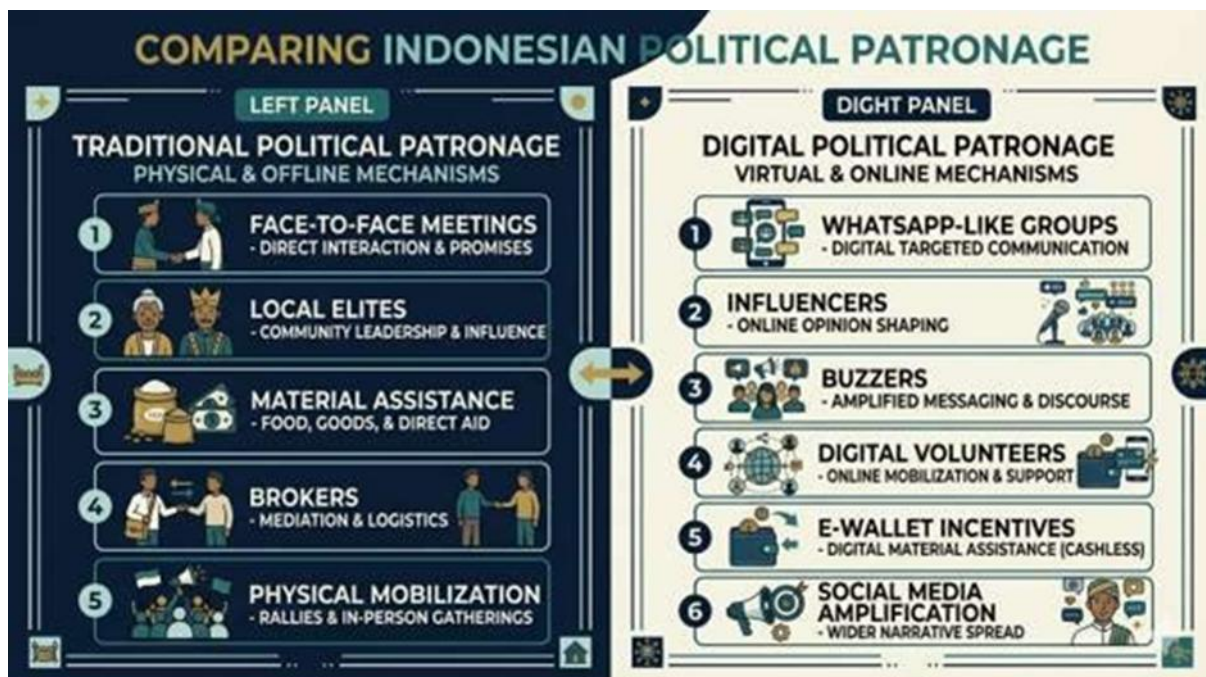 COMPARING INDONESIAN POLITICAL PATRONAGE
LEFT PANEL
TRADITIONAL POLITICAL PATRONAGE
PHYSICAL & OFFLINE MECHANISMS
1
FACE-TO-FACE MEETINGS
- DIRECT INTERACTION & PROMISES
2
LOCAL ELITES
- COMMUNITY LEADERSHIP & INFLUENCE
3
MATERIAL ASSISTANCE
- FOOD, GOODS, & DIRECT AID
4
BROKERS
- MEDIATION & LOGISTICS
5
PHYSICAL MOBILIZATION
- RALLIES & IN-PERSON GATHERINGS
DIGHT PANEL
DIGITAL POLITICAL PATRONAGE
VIRTUAL & ONLINE MECHANISMS
1
WHATSAPP-LIKE GROUPS
- DIGITAL TARGETED COMMUNICATION
2
INFLUENCERS
- ONLINE OPINION SHAPING
3
BUZZERS
- AMPLIFIED MESSAGING & DISCOURSE
4
DIGITAL VOLUNTEERS
- ONLINE MOBILIZATION & SUPPORT
5
E-WALLET INCENTIVES
- DIGITAL MATERIAL ASSISTANCE (CASHLESS)
6
SOCIAL MEDIA
AMPLIFICATION
- WIDER NARRATIVE SPREAD